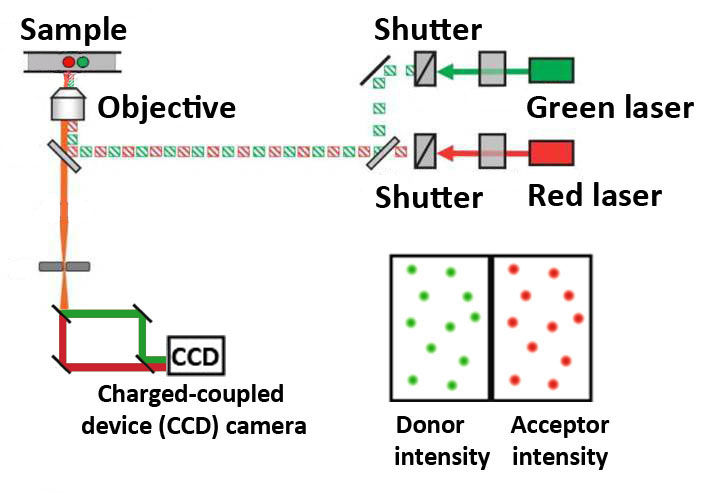 Sample
Shutter
Objective
Green laser
Shutter
Red laser
CCD
Charged-coupled
device (CCD) camera
Donor
intensity
Acceptor
intensity